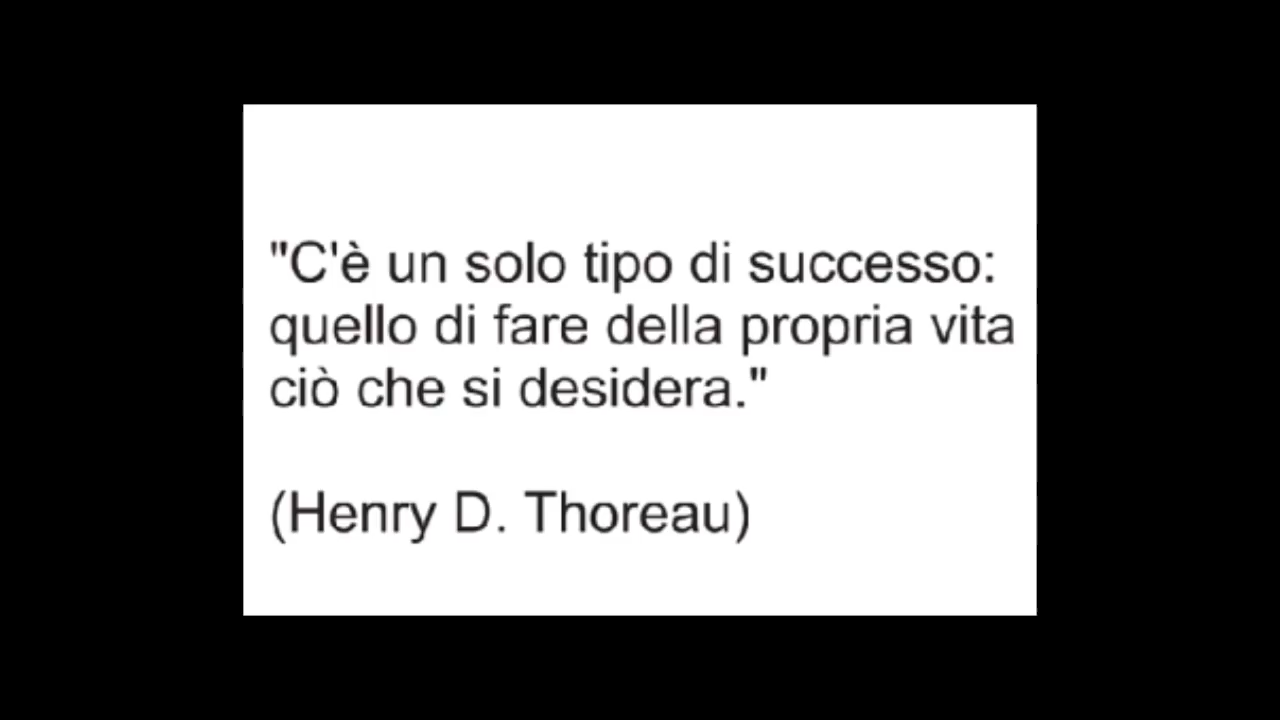 "C'è un solo tipo di successo:
quello di fare della propria vita
ciò che si desidera."
(Henry D. Thoreau)